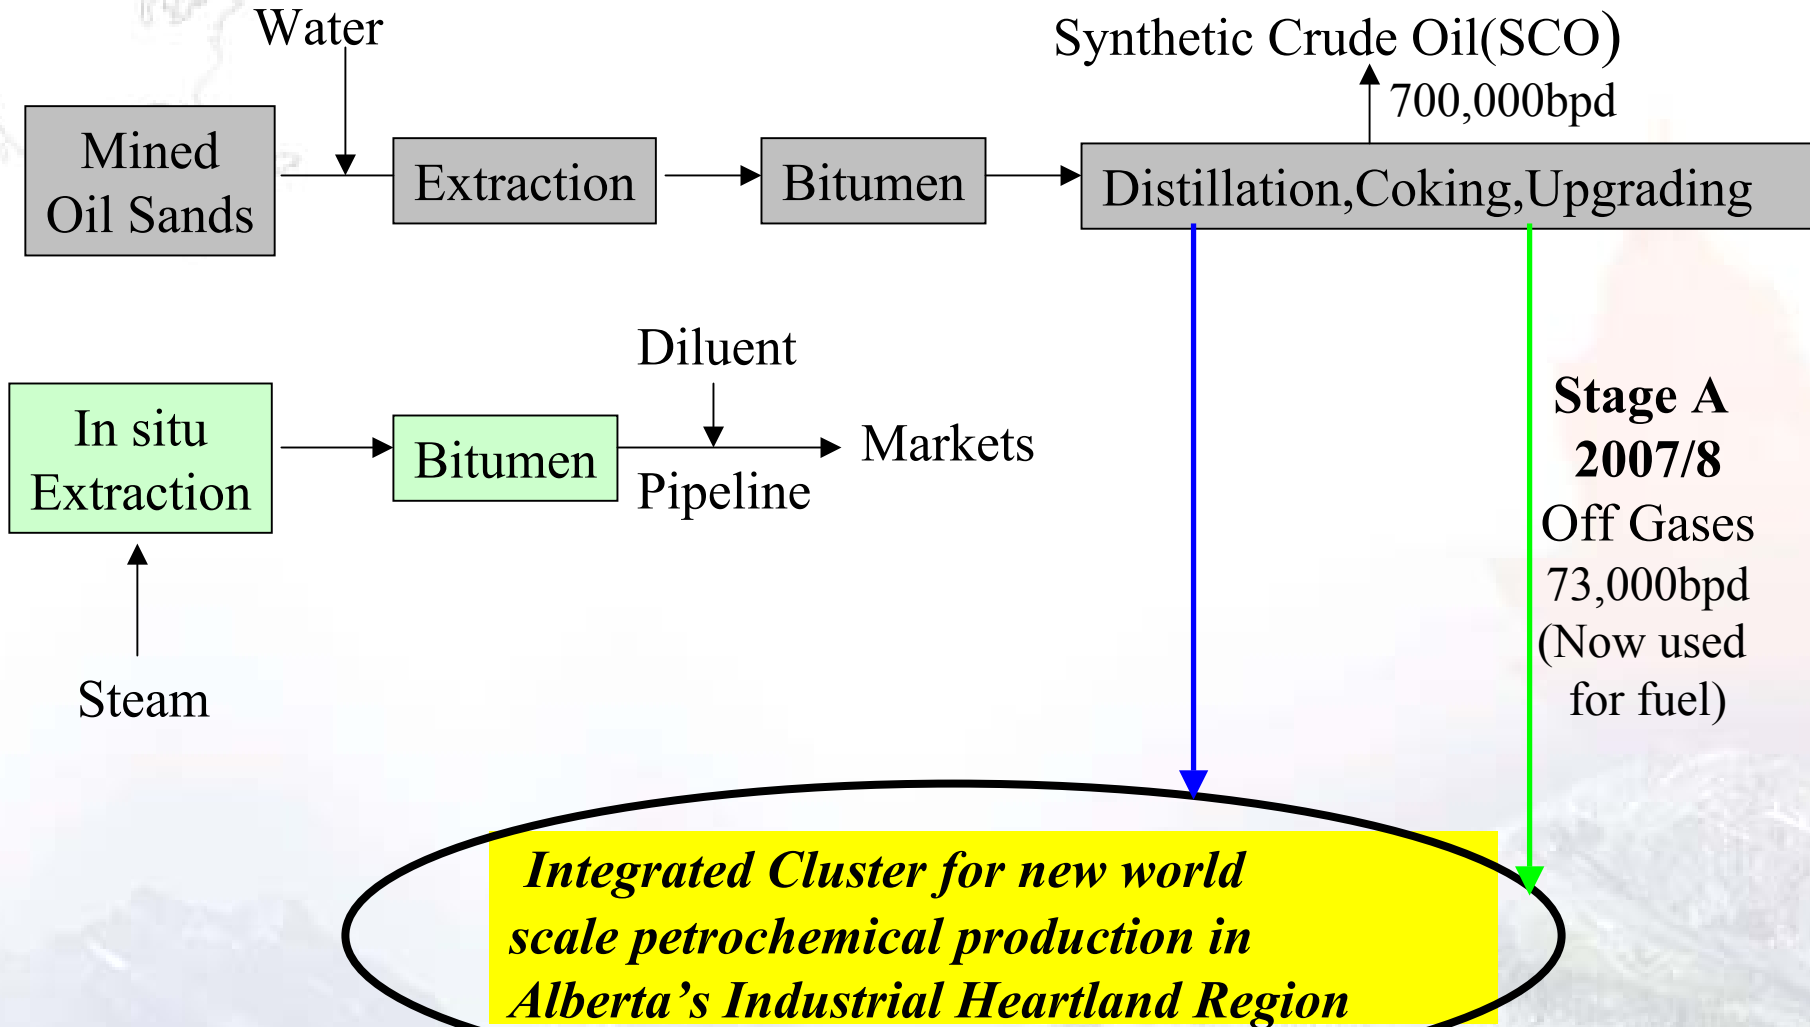 Water
Synthetic Crude Oil(SCO)
700,000bpd
Mined
Oil Sands
Extraction
Bitumen
Distillation,Coking,Upgrading
Diluent
In situ
Extraction
Bitumen
Pipeline
Markets
Steam
Stage A
2007/8
Off Gases
73,000bpd
(Now used
for fuel)
Integrated Cluster for new world
scale petrochemical production in
Alberta’s Industrial Heartland Region